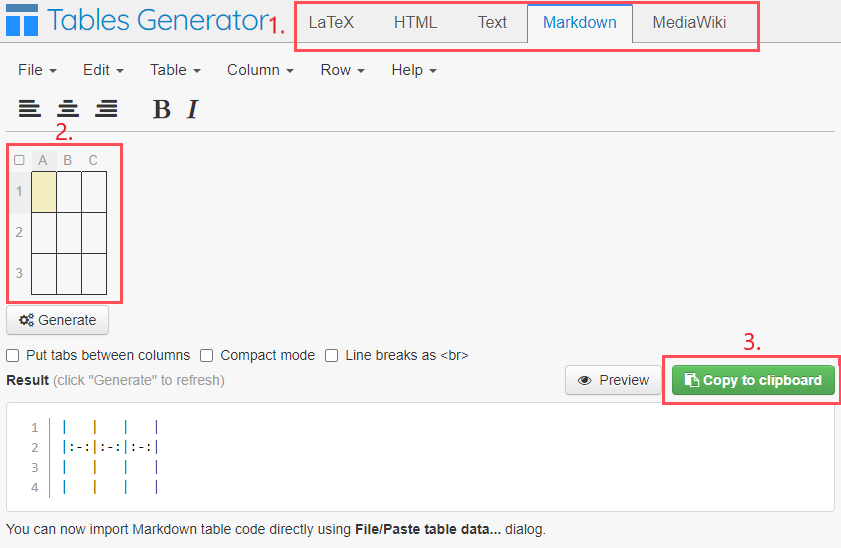 Tables Generator 1. LaTeX HTML Text Markdown MediaWiki
File Edit Table Column Row Help
B I
2.
A B C
1
2
3
Generate
Put tabs between columns Compact mode Line breaks as <br>
3.
Result (click "Generate" to refresh) Preview Copy to clipboard
1 | | | |
2 |:-:|:-:|:-:|
3 | | | |
4 | | | |
You can now import Markdown table code directly using File/Paste table data... dialog.